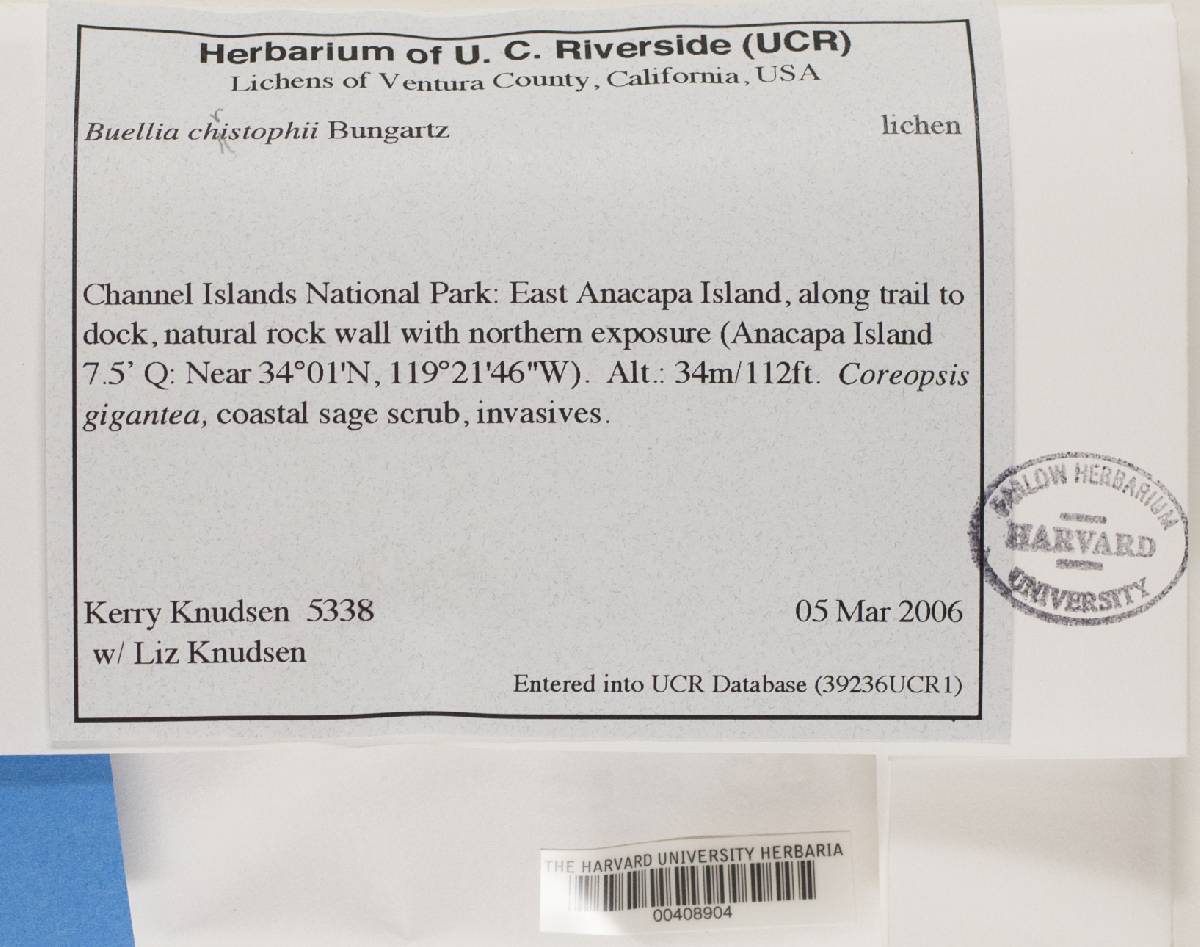 Herbarium of U. C. Riverside (UCR)
Lichens of Ventura County, California, USA
Buellia chistophii Bungartz
r
lichen
Channel Islands National Park: East Anacapa Island, along trail to
dock, natural rock wall with northern exposure (Anacapa Island
7.5' Q: Near 34°01'N, 119°21'46"W). Alt.: 34m/112ft. Coreopsis
gigantea, coastal sage scrub, invasives.
Kerry Knudsen 5338
05 Mar 2006
w/ Liz Knudsen
Entered into UCR Database (39236UCR1)
FARLOW HERBARIUM
HARVARD
UNIVERSITY
THE HARVARD UNIVERSITY HERBARIA
00408904